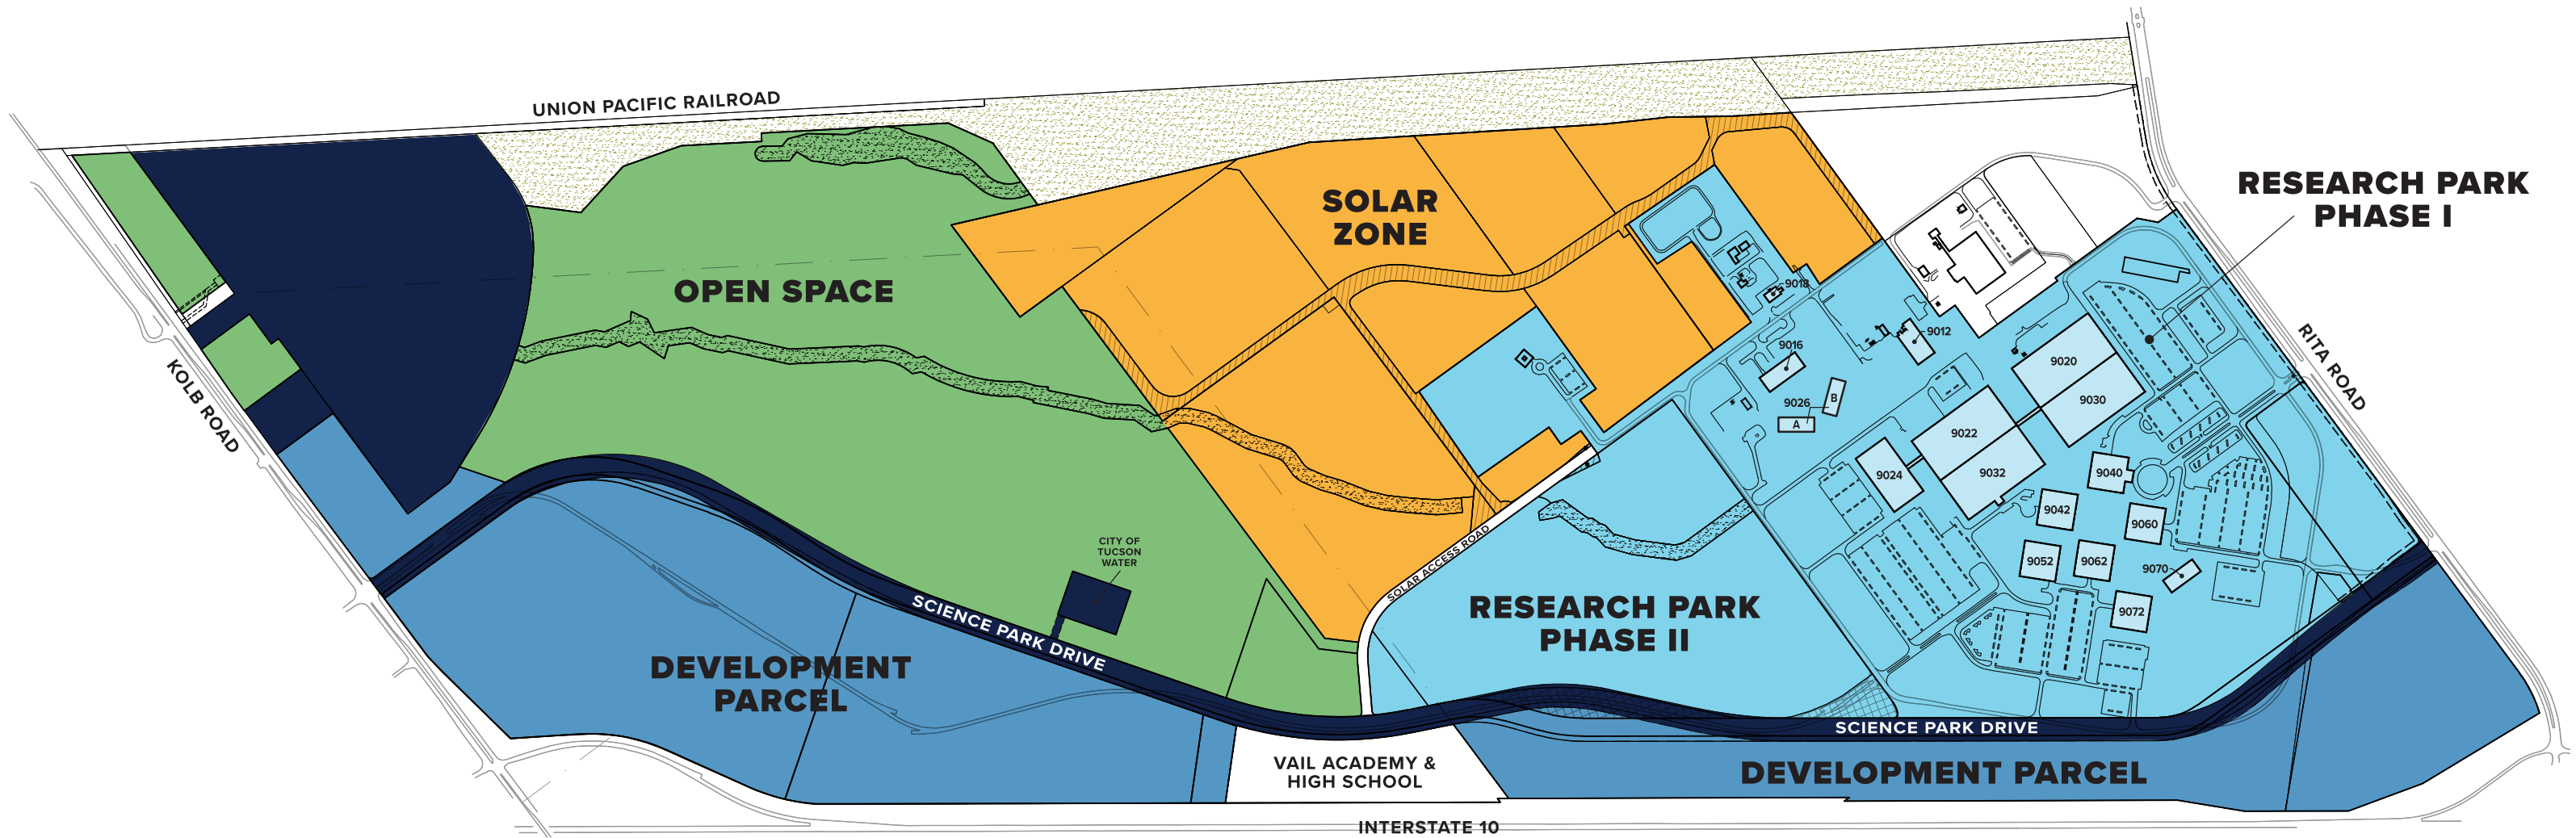 UNION PACIFIC RAILROAD
RESEARCH PARK
PHASE I
SOLAR
ZONE
OPEN SPACE
KOLB ROAD
RITA ROAD
9018
9012
9016
9026
B
A
9020
9030
9022
9032
9024
9040
9042
9060
9052
9062
9070
9072
CITY OF
TUCSON
WATER
SOLAR ACCESS ROAD
RESEARCH PARK
PHASE II
SCIENCE PARK DRIVE
DEVELOPMENT
PARCEL
SCIENCE PARK DRIVE
VAIL ACADEMY &
HIGH SCHOOL
DEVELOPMENT PARCEL
INTERSTATE 10